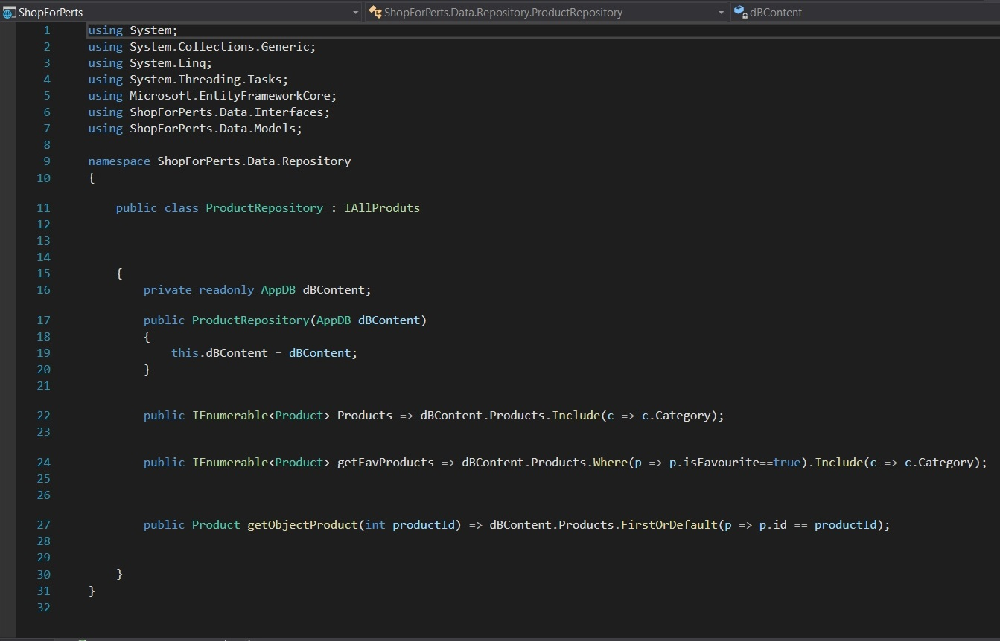 ShopForPerts ShopForPerts.Data.Repository.ProductRepository dBContent
1 using System;
2 using System.Collections.Generic;
3 using System.Linq;
4 using System.Threading.Tasks;
5 using Microsoft.EntityFrameworkCore;
6 using ShopForPerts.Data.Interfaces;
7 using ShopForPerts.Data.Models;
8
9 namespace ShopForPerts.Data.Repository
10 {
11 public class ProductRepository : IAllProduts
12
13
14
15 {
16 private readonly AppDB dBContent;
17 public ProductRepository(AppDB dBContent)
18 {
19 this.dBContent = dBContent;
20 }
21
22 public IEnumerable<Product> Products => dBContent.Products.Include(c => c.Category);
23
24 public IEnumerable<Product> getFavProducts => dBContent.Products.Where(p => p.isFavourite==true).Include(c => c.Category);
25
26
27 public Product getObjectProduct(int productId) => dBContent.Products.FirstOrDefault(p => p.id == productId);
28
29
30 }
31 }
32